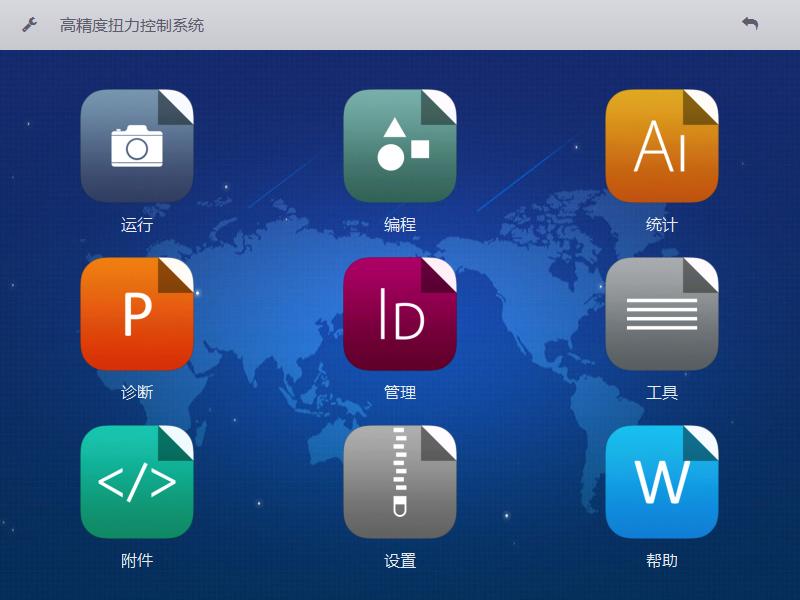 高精度扭力控制系统
Ai
运行
编程
统计
P
ID
诊断
管理
工具
</>
W
附件
设置
帮助